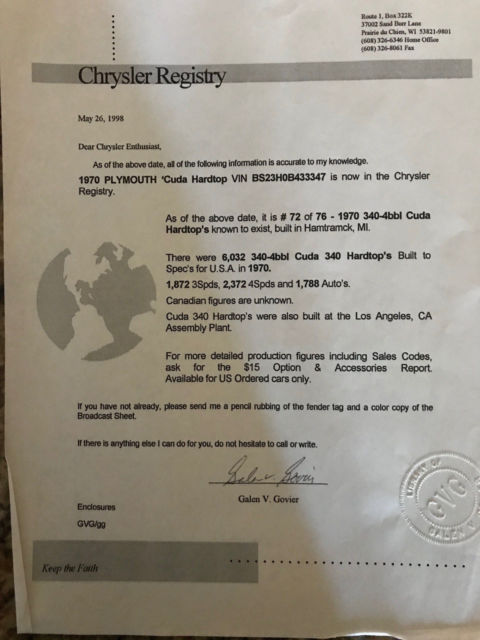 Route 1, Box 322K
37002 Sand Burr Lane
Prairie du Chien, WI 53821-9801
(608) 326-6346 Home Office
(608) 326-8061 Fax
Chrysler Registry
May 26, 1998
Dear Chrysler Enthusiast,
As of the above date, all of the following information is accurate to my knowledge.
1970 PLYMOUTH 'Cuda Hardtop VIN BS23H0B433347 is now in the Chrysler
Registry.
As of the above date, it is # 72 of 76 - 1970 340-4bbl Cuda
Hardtop's known to exist, built in Hamtramck, MI.
There were 6,032 340-4bbl Cuda 340 Hardtop's Built to
Spec's for U.S.A. in 1970.
1,872 3Spds, 2,372 4Spds and 1,788 Auto's.
Canadian figures are unknown.
Cuda 340 Hardtop's were also built at the Los Angeles, CA
Assembly Plant.
For more detailed production figures including Sales Codes,
ask for the $15 Option & Accessories Report.
Available for US Ordered cars only.
If you have not already, please send me a pencil rubbing of the fender tag and a color copy of the
Broadcast Sheet.
If there is anything else I can do for you, do not hesitate to call or write.
Galen V. Govier
Galen V. Govier
LIBRARY OF
GVG
GALEN V
Enclosures
GVG/gg
Keep the Faith